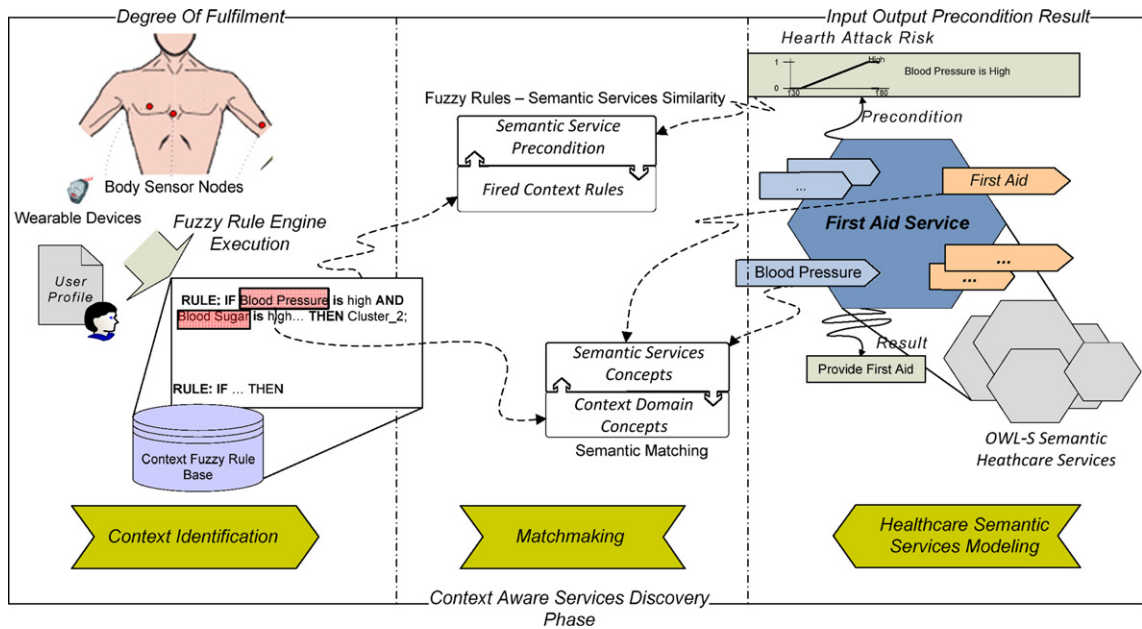 Degree Of Fulfilment
Body Sensor Nodes
Wearable Devices
User
Profile
Fuzzy Rule Engine
Execution
RULE: IF Blood Pressure is high AND
Blood Sugar is high... THEN Cluster_2;
RULE: IF ... THEN
Context Fuzzy Rule
Base
Context Identification
Fuzzy Rules – Semantic Services Similarity
Semantic Service
Precondition
Fired Context Rules
Semantic Services
Concepts
Context Domain
Concepts
Semantic Matching
Matchmaking
Input Output Precondition Result
Hearth Attack Risk
1
High
0
130
180
Blood Pressure is High
Precondition
...
First Aid
First Aid Service
Blood Pressure
...
...
Result
Provide First Aid
OWL-S Semantic
Heathcare Services
Healthcare Semantic
Services Modeling
Context Aware Services Discovery
Phase